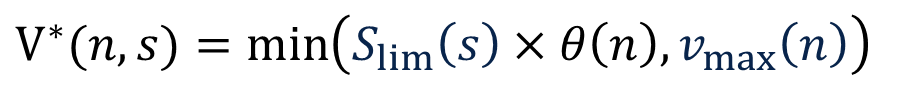 V*(n, s) = min(S_lim(s) × θ(n), v_max(n))